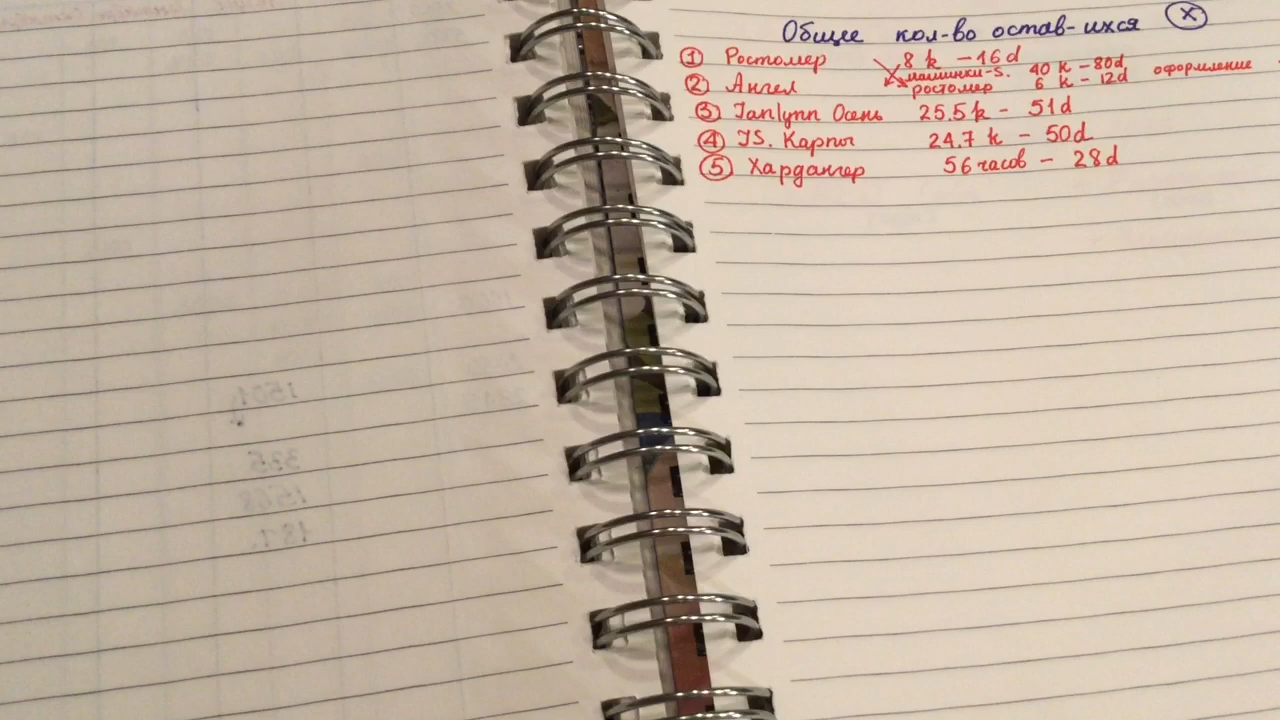 Общее кол-во остав-ихся X
1 Ростомер 8 k – 16 d
машинки-S. 40 k – 80d, оформление
2 Ангел ростомер 6 k – 12d
3 Janlynn Осень 25.5 k – 51d
4 JS. Карпы 24.7 k – 50d
5 Хардангер 56 часов – 28d